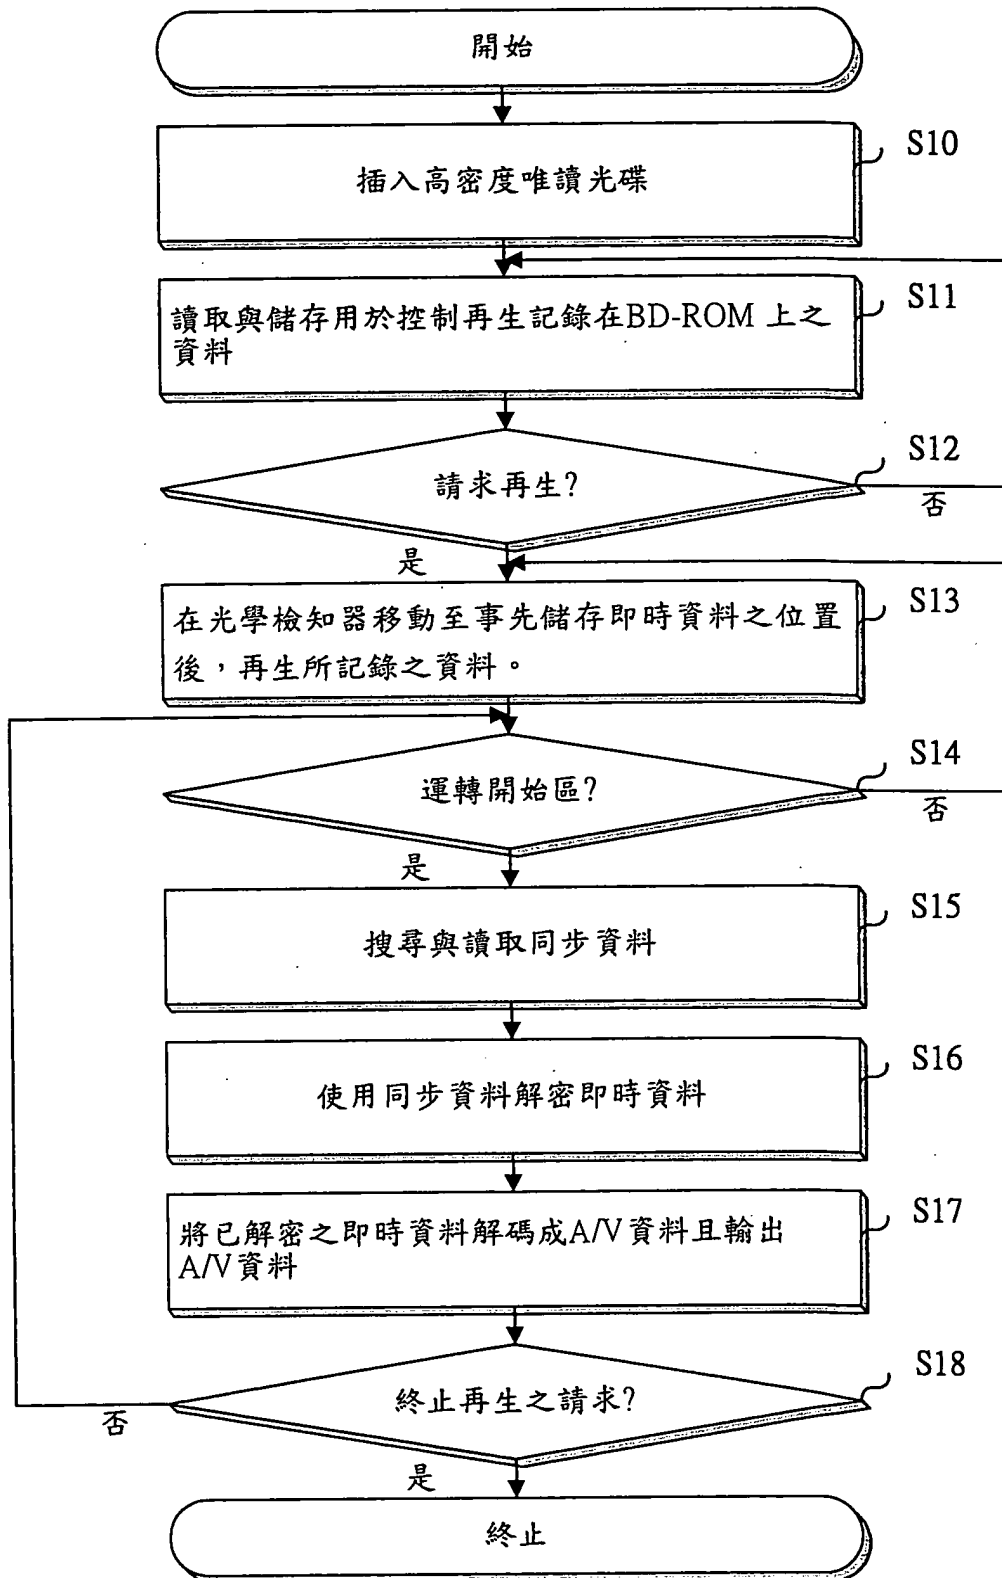 開始
S10
插入高密度唯讀光碟
S11
讀取與儲存用於控制再生記錄在BD-ROM 上之
資料
S12
請求再生?
否
是
S13
在光學檢知器移動至事先儲存即時資料之位置
後，再生所記錄之資料。
S14
運轉開始區?
否
是
S15
搜尋與讀取同步資料
S16
使用同步資料解密即時資料
S17
將已解密之即時資料解碼成A/V資料且輸出
A/V資料
S18
終止再生之請求?
否
是
終止